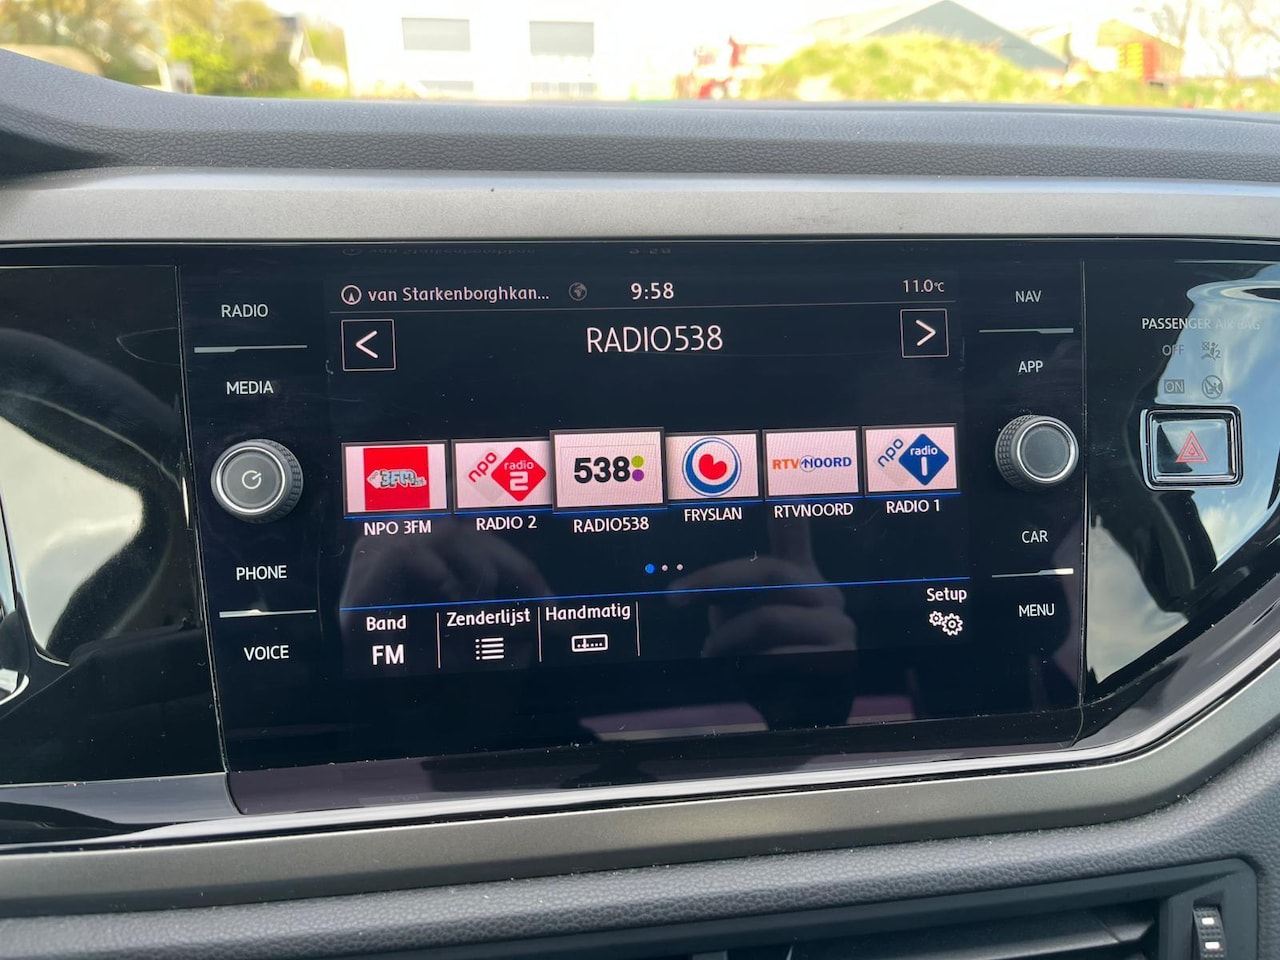 van Starkenborghkan... 9:58 11.0°C
RADIO
MEDIA
PHONE
VOICE
< RADIO538 >
3FM
npo radio 2
538
RTV NOORD
npo radio 1
NPO 3FM RADIO 2 RADIO538 FRYSLAN RTVNOORD RADIO 1
Band Zenderlijst Handmatig Setup
FM
NAV
APP
CAR
MENU
PASSENGER AIRBAG
OFF
ON